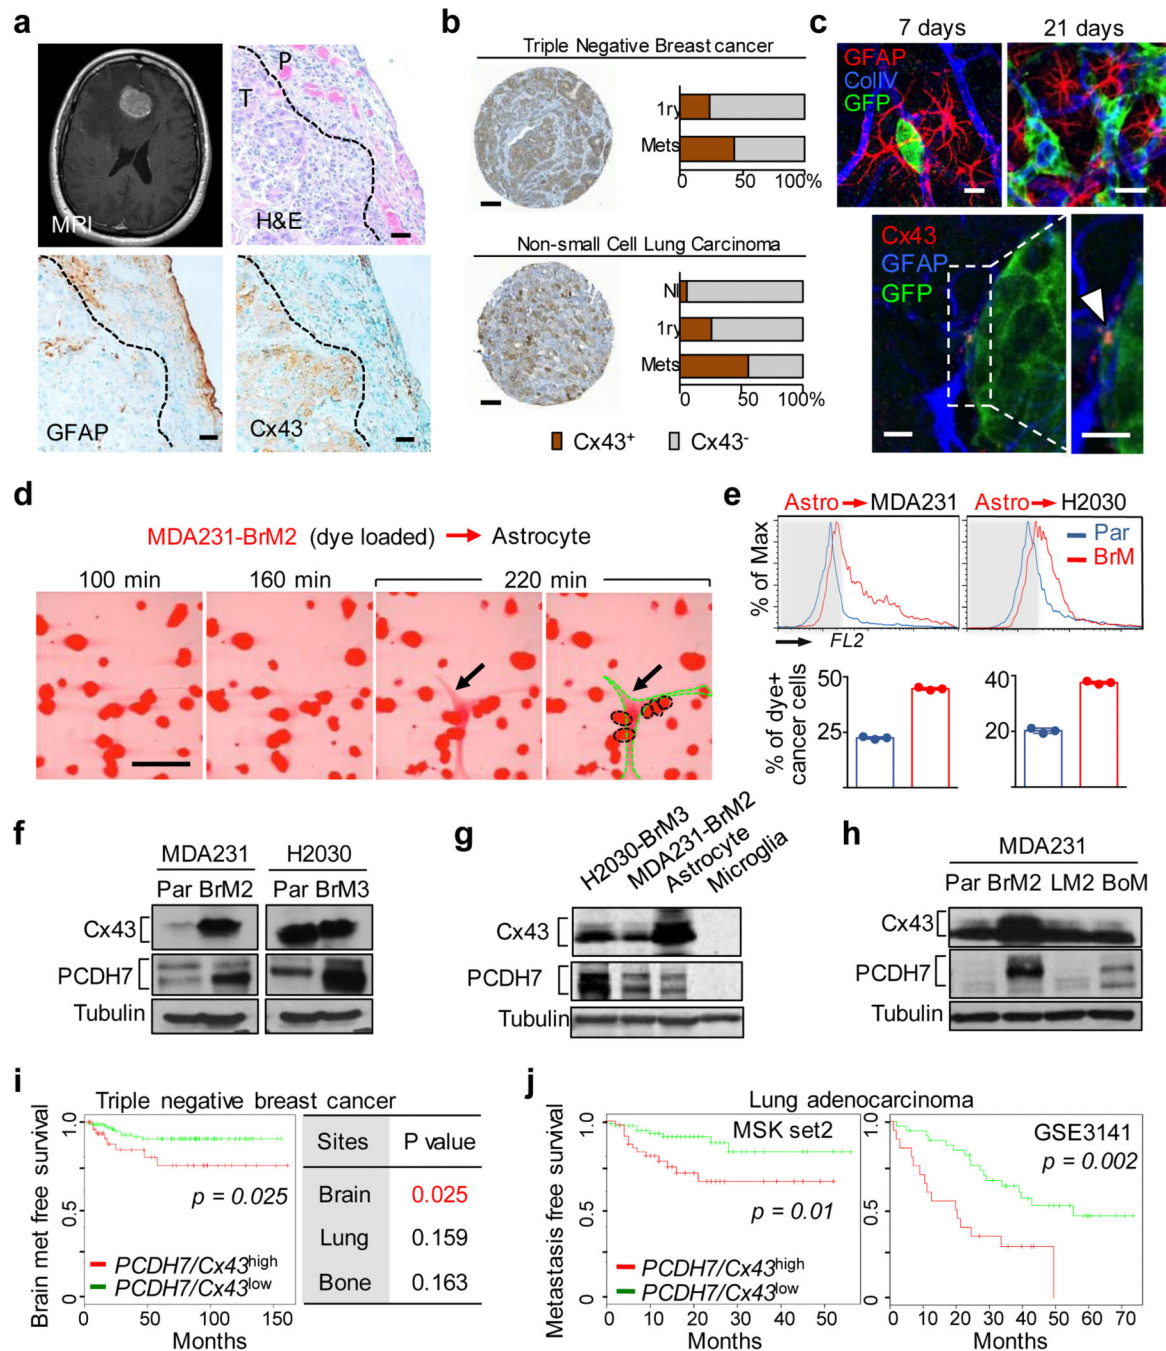 a
MRI
P
T
H&E
GFAP
Cx43
b
Triple Negative Breast cancer
1ry
Mets
0 50 100%
Non-small Cell Lung Carcinoma
Nl
1ry
Mets
0 50 100%
Cx43+ Cx43-
c
7 days 21 days
GFAP
ColIV
GFP
Cx43
GFAP
GFP
d
MDA231-BrM2 (dye loaded) → Astrocyte
100 min 160 min 220 min
e
Astro → MDA231 Astro → H2030
% of Max
Par
BrM
FL2
% of dye+
cancer cells
50
25
40
20
f
MDA231 H2030
Par BrM2 Par BrM3
Cx43
PCDH7
Tubulin
g
H2030-BrM3
MDA231-BrM2
Astrocyte
Microglia
Cx43
PCDH7
Tubulin
h
MDA231
Par BrM2 LM2 BoM
Cx43
PCDH7
Tubulin
i
Triple negative breast cancer
Brain met free survival
1.0
0.5
0
p = 0.025
PCDH7/Cx43high
PCDH7/Cx43low
0 50 100 150
Months
Sites P value
Brain 0.025
Lung 0.159
Bone 0.163
j
Lung adenocarcinoma
Metastasis free survival
1.0
0.5
0
MSK set2
p = 0.01
PCDH7/Cx43high
PCDH7/Cx43low
0 10 20 30 40 50
Months
1.0
0.5
0
GSE3141
p = 0.002
0 10 20 30 40 50 60 70
Months